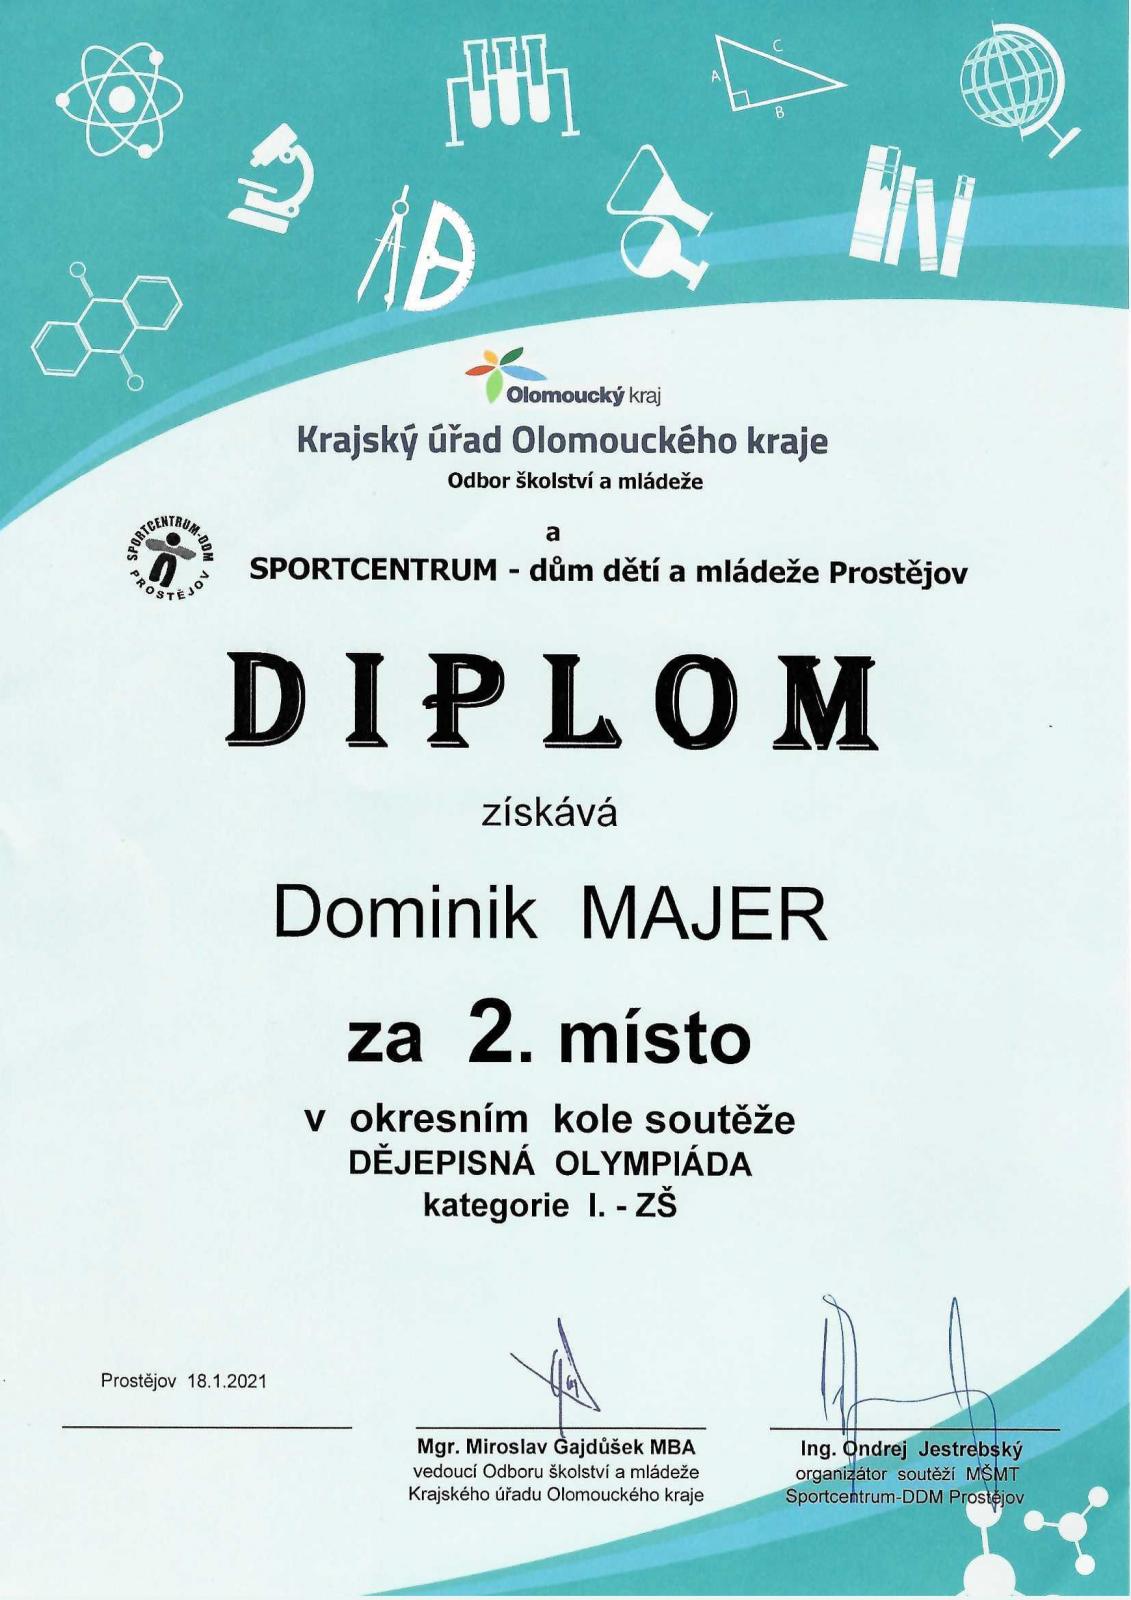 C
A
B
Olomoucký kraj
Krajský úřad Olomouckého kraje
Odbor školství a mládeže
a
SPORTCENTRUM-DDM
PROSTĚJOV
SPORTCENTRUM - dům dětí a mládeže Prostějov
DIPLOM
získává
Dominik MAJER
za 2. místo
v okresním kole soutěže
DĚJEPISNÁ OLYMPIÁDA
kategorie I. - ZŠ
Prostějov 18.1.2021
Mgr. Miroslav Gajdůšek MBA
vedoucí Odboru školství a mládeže
Krajského úřadu Olomouckého kraje
Ing. Ondrej Jestrebský
organizátor soutěží MŠMT
Sportcentrum-DDM Prostějov